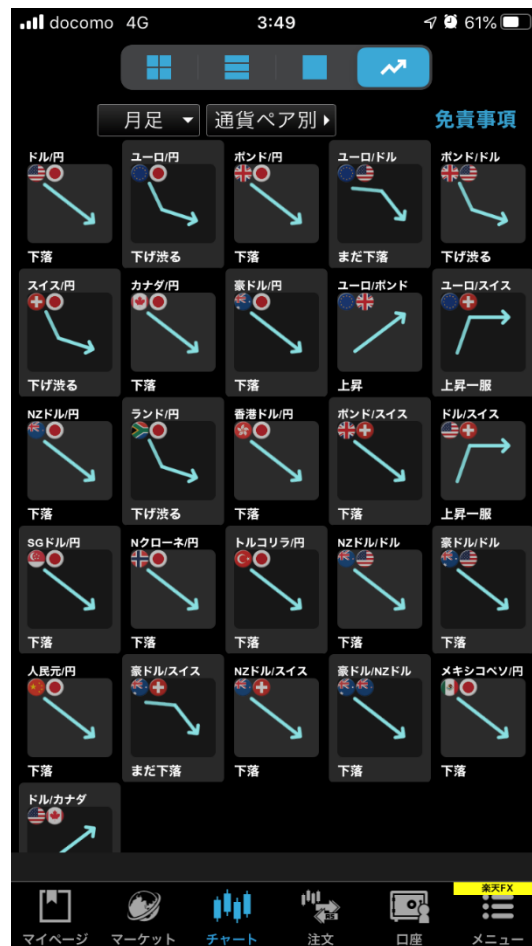 docomo 4G 3:49 61%
月足 通貨ペア別 免責事項
ドル/円 ユーロ/円 ポンド/円 ユーロ/ドル ポンド/ドル
下落 下げ渋る 下落 まだ下落 下げ渋る
スイス/円 カナダ/円 豪ドル/円 ユーロ/ポンド ユーロ/スイス
下げ渋る 下落 下落 上昇 上昇一服
NZドル/円 ランド/円 香港ドル/円 ポンド/スイス ドル/スイス
下落 下げ渋る 下落 下落 上昇一服
SGドル/円 Nクローネ/円 トルコリラ/円 NZドル/ドル 豪ドル/ドル
下落 下落 下落 下落 下落
人民元/円 豪ドル/スイス NZドル/スイス 豪ドル/NZドル メキシコペソ/円
下落 まだ下落 下落 下落 下落
ドル/カナダ
楽天FX
マイページ マーケット チャート 注文 口座 メニュー